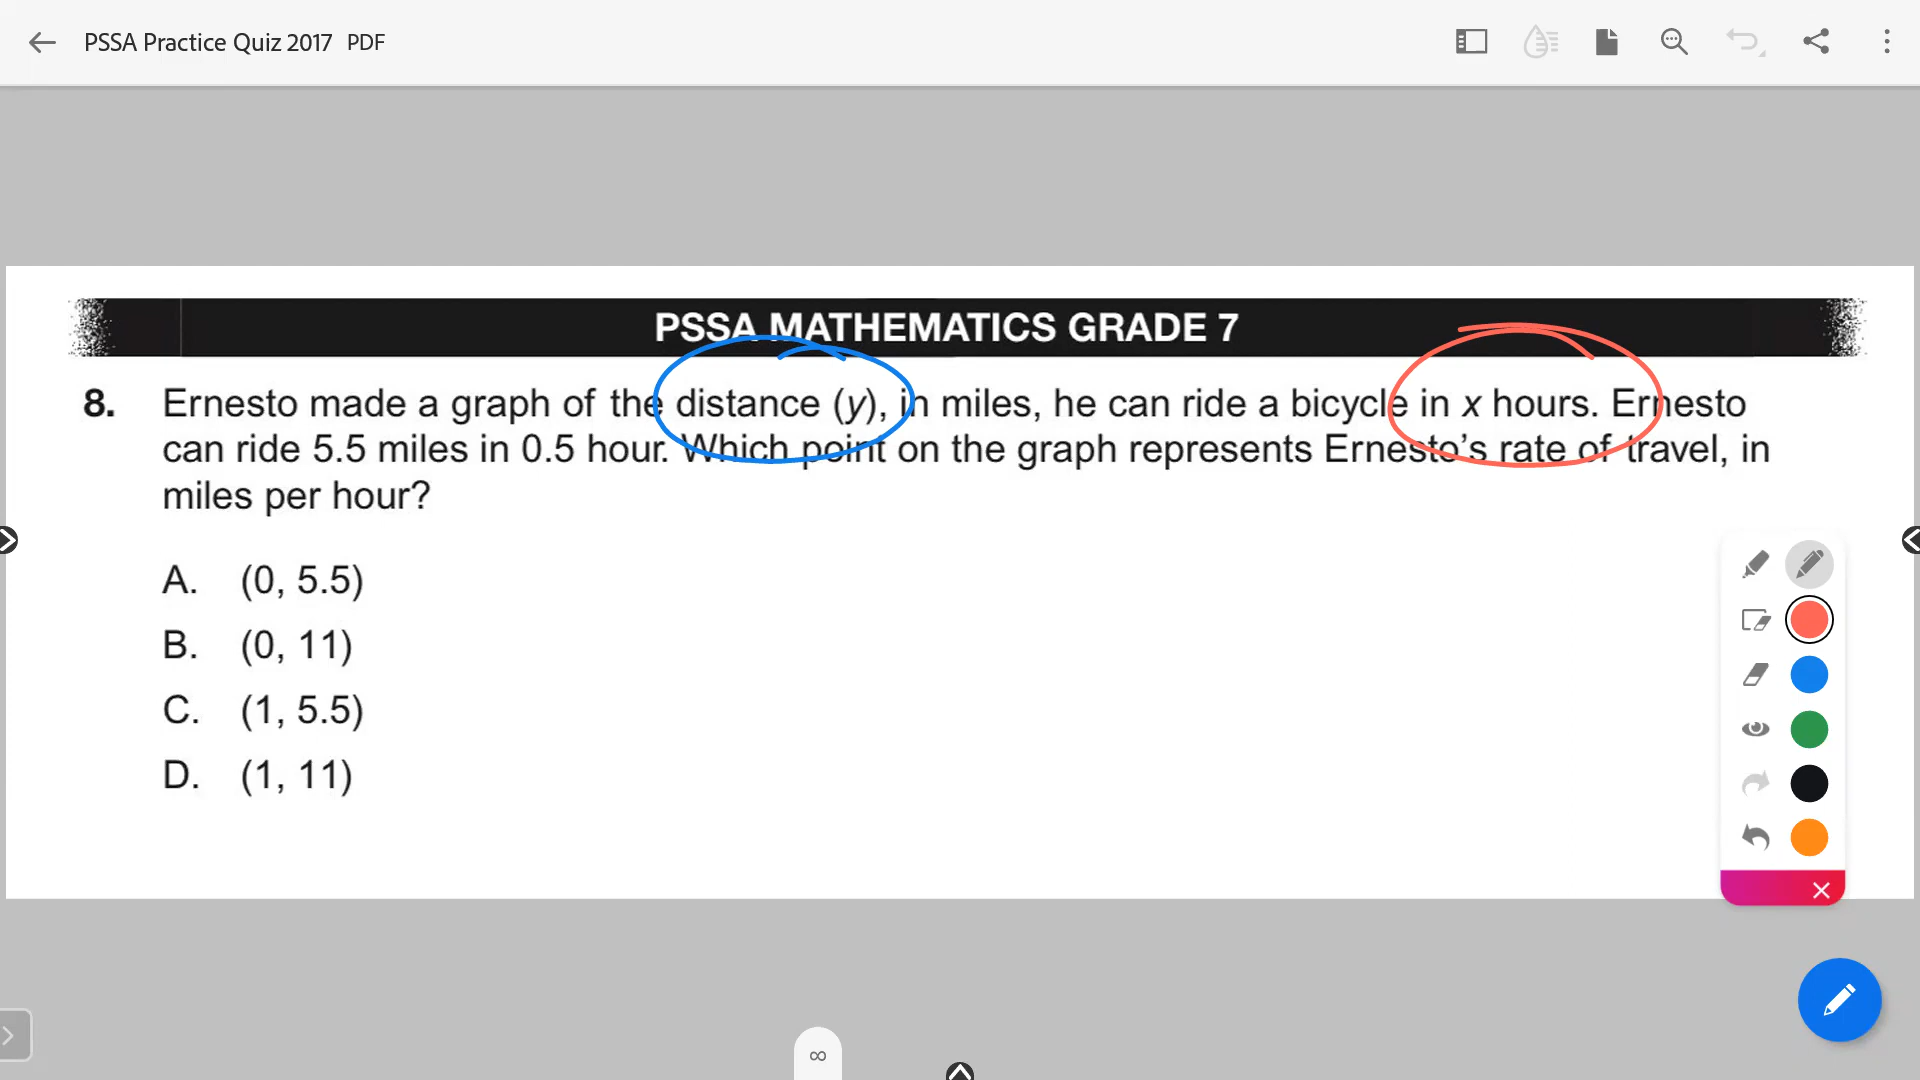 PSSA Practice Quiz 2017 PDF
PSSA MATHEMATICS GRADE 7
8. Ernesto made a graph of the distance (y), in miles, he can ride a bicycle in x hours. Ernesto
can ride 5.5 miles in 0.5 hour. Which point on the graph represents Ernesto’s rate of travel, in
miles per hour?
A. (0, 5.5)
B. (0, 11)
C. (1, 5.5)
D. (1, 11)
∞